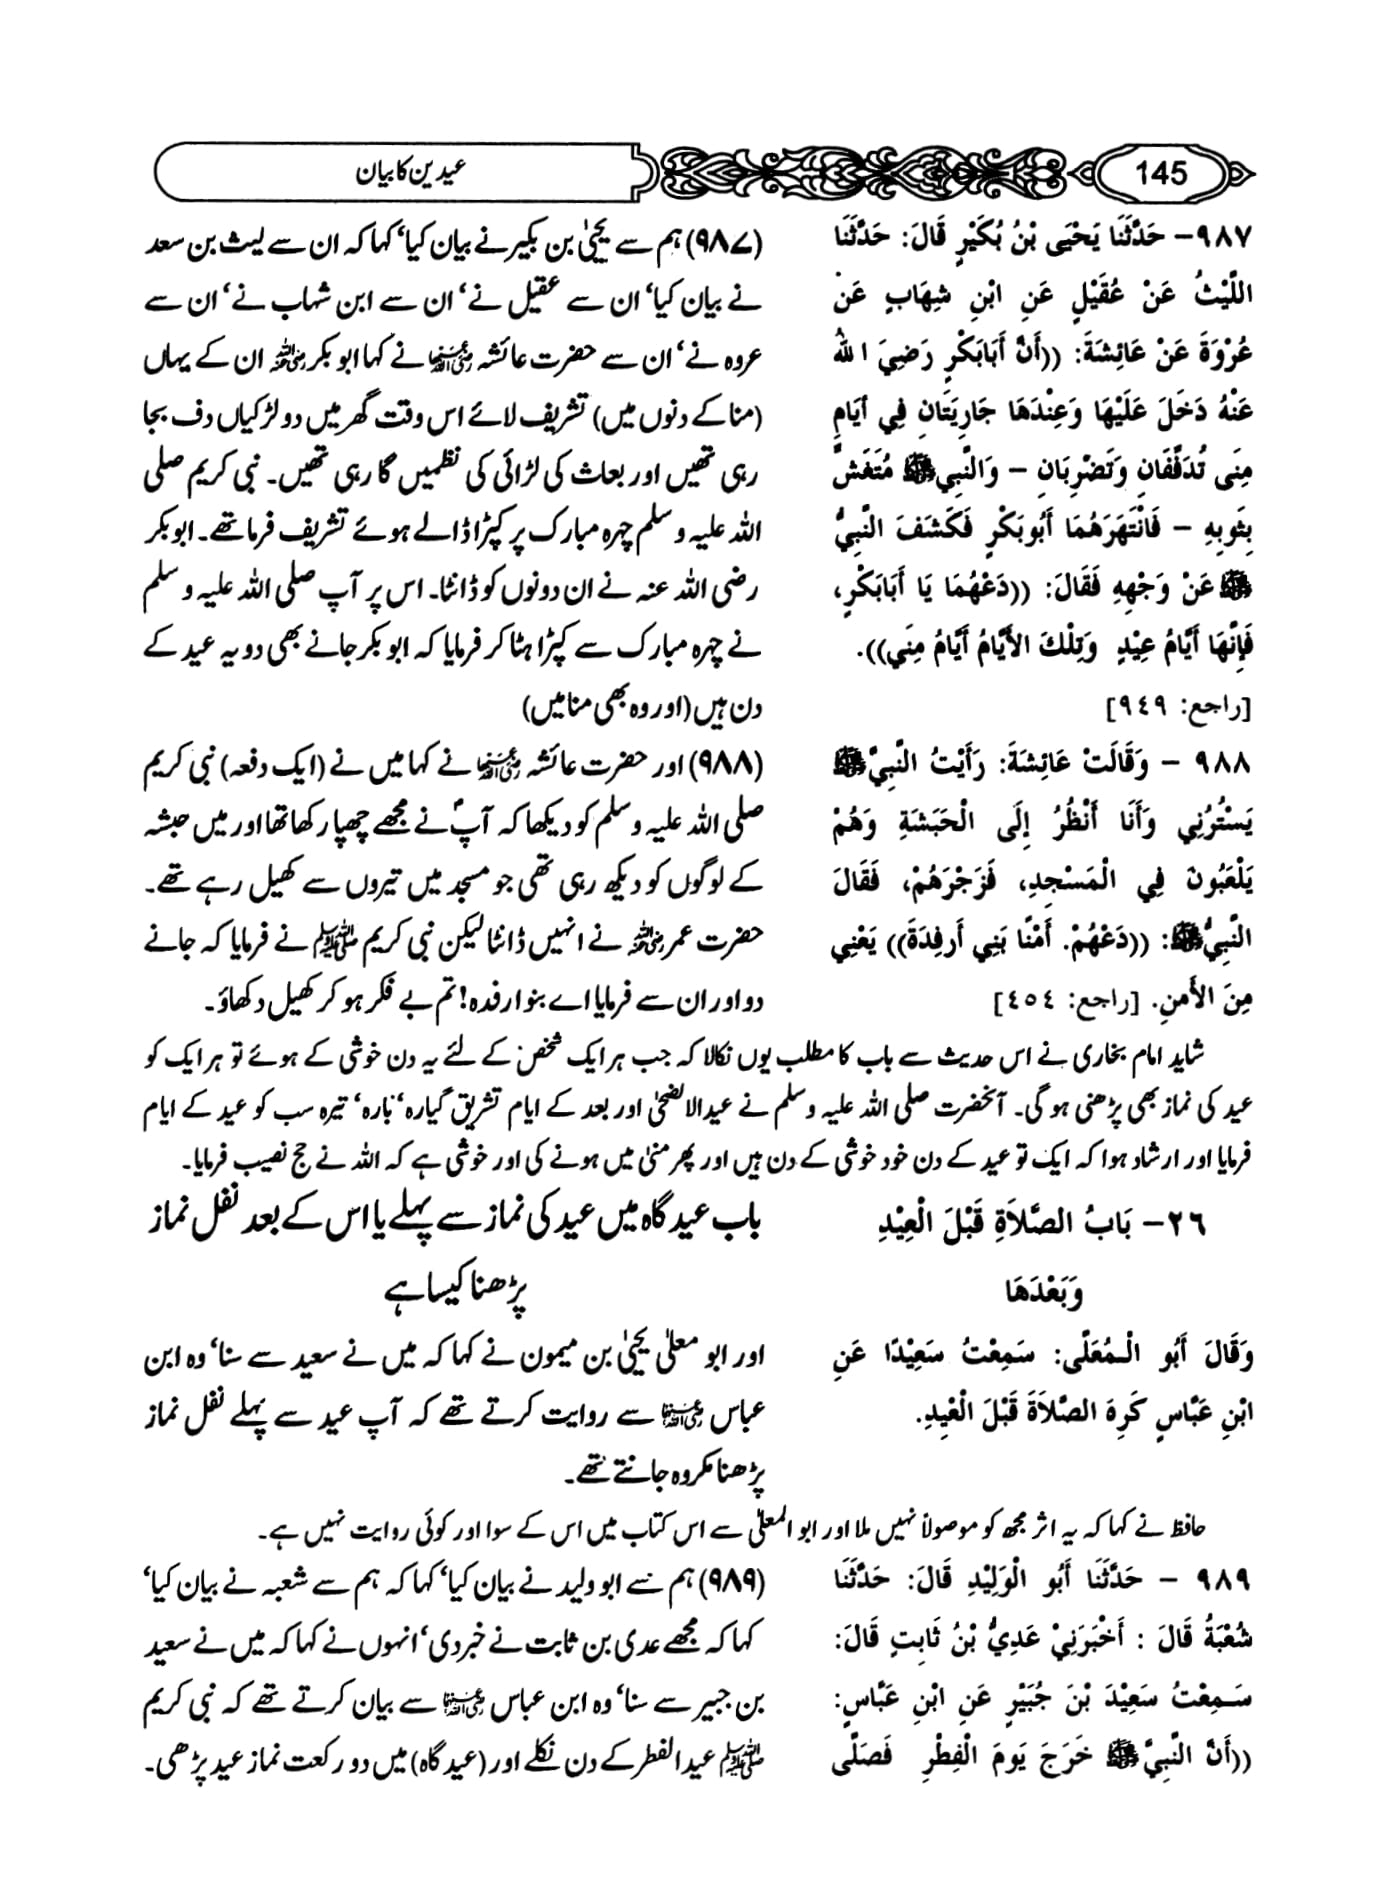 145
عیدین کا بیان
٩٨٧- حَدَّثَنَا يَحْيَى بْنُ بُكَيْرٍ قَالَ: حَدَّثَنَا
اللَّيْثُ عَنْ عُقَيْلٍ عَنِ ابْنِ شِهَابٍ عَنْ
عُرْوَةَ عَنْ عَائِشَةَ: ((أَنَّ أَبَابَكْرٍ رَضِيَ ا للهُ
عَنْهُ دَخَلَ عَلَيْهَا وَعِنْدَهَا جَارِيَتَانِ فِي أيَامِ
مِنَى تُدَفِّفَانِ وَتَضْرِبَانِ – وَالنَّبِيُّ ﷺ مُتَغَشٍّ
بِثَوبِهِ – فَانْتَهَرَهُمَا أَبُوبَكْرٍ فَكَشَفَ النَّبِيُّ
ﷺ عَنْ وَجْهِهِ فَقَالَ: ((دَعْهُمَا يَا أَبَابَكْرٍ،
فَإِنَّهَا أَيَّامُ عِيْدٍ وَتِلْكَ الأَيَّامُ أَيَّامُ مِنَي)).
[راجع: ٩٤٩]
(۹۸۷) ہم سے یحییٰ بن بکیر نے بیان کیا‘ کہا کہ ان سے لیث بن سعد
نے بیان کیا‘ ان سے عقیل نے‘ ان سے ابن شہاب نے‘ ان سے
عروہ نے‘ ان سے حضرت عائشہ رضی اللہ عنہا نے کہا ابو بکر رضی اللہ عنہ ان کے یہاں
(منا کے دنوں میں) تشریف لائے اس وقت گھر میں دو لڑکیاں دف بجا
رہی تھیں اور بعاث کی لڑائی کی نظمیں گا رہی تھیں۔ نبی کریم صلی
اللہ علیہ و سلم چہرہ مبارک پر کپڑا ڈالے ہوئے تشریف فرما تھے۔ ابو بکر
رضی اللہ عنہ نے ان دونوں کو ڈانٹا۔ اس پر آپ صلی اللہ علیہ و سلم
نے چہرہ مبارک سے کپڑا ہٹا کر فرمایا کہ ابو بکر جانے بھی دو یہ عید کے
دن ہیں (اور وہ بھی منا میں)
٩٨٨ – وَقَالَتْ عَائِشَةَ: رَأَيْتُ النَّبِيَّ ﷺ
يَسْتُرُنِي وَأَنَا أَنْظُرُ إِلَى الْحَبَشَةِ وَهُمْ
يَلْعَبُونَ فِي الْمَسْجِدِ، فَزَجَرَهُمْ، فَقَالَ
النَّبِيُّ ﷺ: ((دَعْهُمْ. أَمْنًا بَنِي أَرفِدَةَ)) يَعْنِي
مِنَ الأَمنِ. [راجع: ٤٥٤]
(۹۸۸) اور حضرت عائشہ رضی اللہ عنہا نے کہا میں نے (ایک دفعہ) نبی کریم
صلی اللہ علیہ و سلم کو دیکھا کہ آپؐ نے مجھے چھپا رکھا تھا اور میں حبشہ
کے لوگوں کو دیکھ رہی تھی جو مسجد میں تیروں سے کھیل رہے تھے۔
حضرت عمر رضی اللہ عنہ نے انہیں ڈانٹا لیکن نبی کریم ﷺ نے فرمایا کہ جانے
دو اور ان سے فرمایا اے بنو ارفدہ! تم بے فکر ہو کر کھیل دکھاؤ۔
شاید امام بخاری نے اس حدیث سے باب کا مطلب یوں نکالا کہ جب ہر ایک شخص کے لئے یہ دن خوشی کے ہوئے تو ہر ایک کو
عید کی نماز بھی پڑھنی ہو گی۔ آنحضرت صلی اللہ علیہ و سلم نے عیدالاضحیٰ اور بعد کے ایام تشریق گیارہ‘ بارہ‘ تیرہ سب کو عید کے ایام
فرمایا اور ارشاد ہوا کہ ایک تو عید کے دن خود خوشی کے دن ہیں اور پھر منیٰ میں ہونے کی اور خوشی ہے کہ اللہ نے حج نصیب فرمایا۔
٢٦- بَابُ الصَّلاَةِ قَبْلَ الْعِيْدِ
وَبَعْدَهَا
باب عید گاہ میں عید کی نماز سے پہلے یا اس کے بعد نفل نماز
پڑھنا کیسا ہے
وَقَالَ أَبُو الْمُعَلَّى: سَمِعْتُ سَعِيْدًا عَنِ
ابْنِ عَبَّاسٍ كَرِهَ الصَّلاَةَ قَبْلَ الْعِيدِ.
اور ابو معلیٰ یحییٰ بن میمون نے کہا کہ میں نے سعید سے سنا‘ وہ ابن
عباس رضی اللہ عنہما سے روایت کرتے تھے کہ آپ عید سے پہلے نفل نماز
پڑھنا مکروہ جانتے تھے۔
حافظ نے کہا کہ یہ اثر مجھ کو موصولاً نہیں ملا اور ابو المعلیٰ سے اس کتاب میں اس کے سوا اور کوئی روایت نہیں ہے۔
٩٨٩ – حَدَّثَنَا أَبُو الْوَلِيْدِ قَالَ: حَدَّثَنَا
شُعْبَةُ قَالَ : أَخْبَرَنِيْ عَدِيُّ بْنُ ثَابِتٍ قَالَ:
سَمِعْتُ سَعِيْدَ بْنَ جُبَيْرٍ عَنِ ابْنِ عَبَّاسٍ:
((أَنَّ النَّبِيَّ ﷺ خَرَجَ يَومَ الْفِطْرِ فَصَلَّى
(۹۸۹) ہم سے ابو ولید نے بیان کیا‘ کہا کہ ہم سے شعبہ نے بیان کیا‘
کہا کہ مجھے عدی بن ثابت نے خبر دی‘ انہوں نے کہا کہ میں نے سعید
بن جبیر سے سنا‘ وہ ابن عباس رضی اللہ عنہما سے بیان کرتے تھے کہ نبی کریم
ﷺ عید الفطر کے دن نکلے اور (عید گاہ) میں دو رکعت نماز عید پڑھی۔